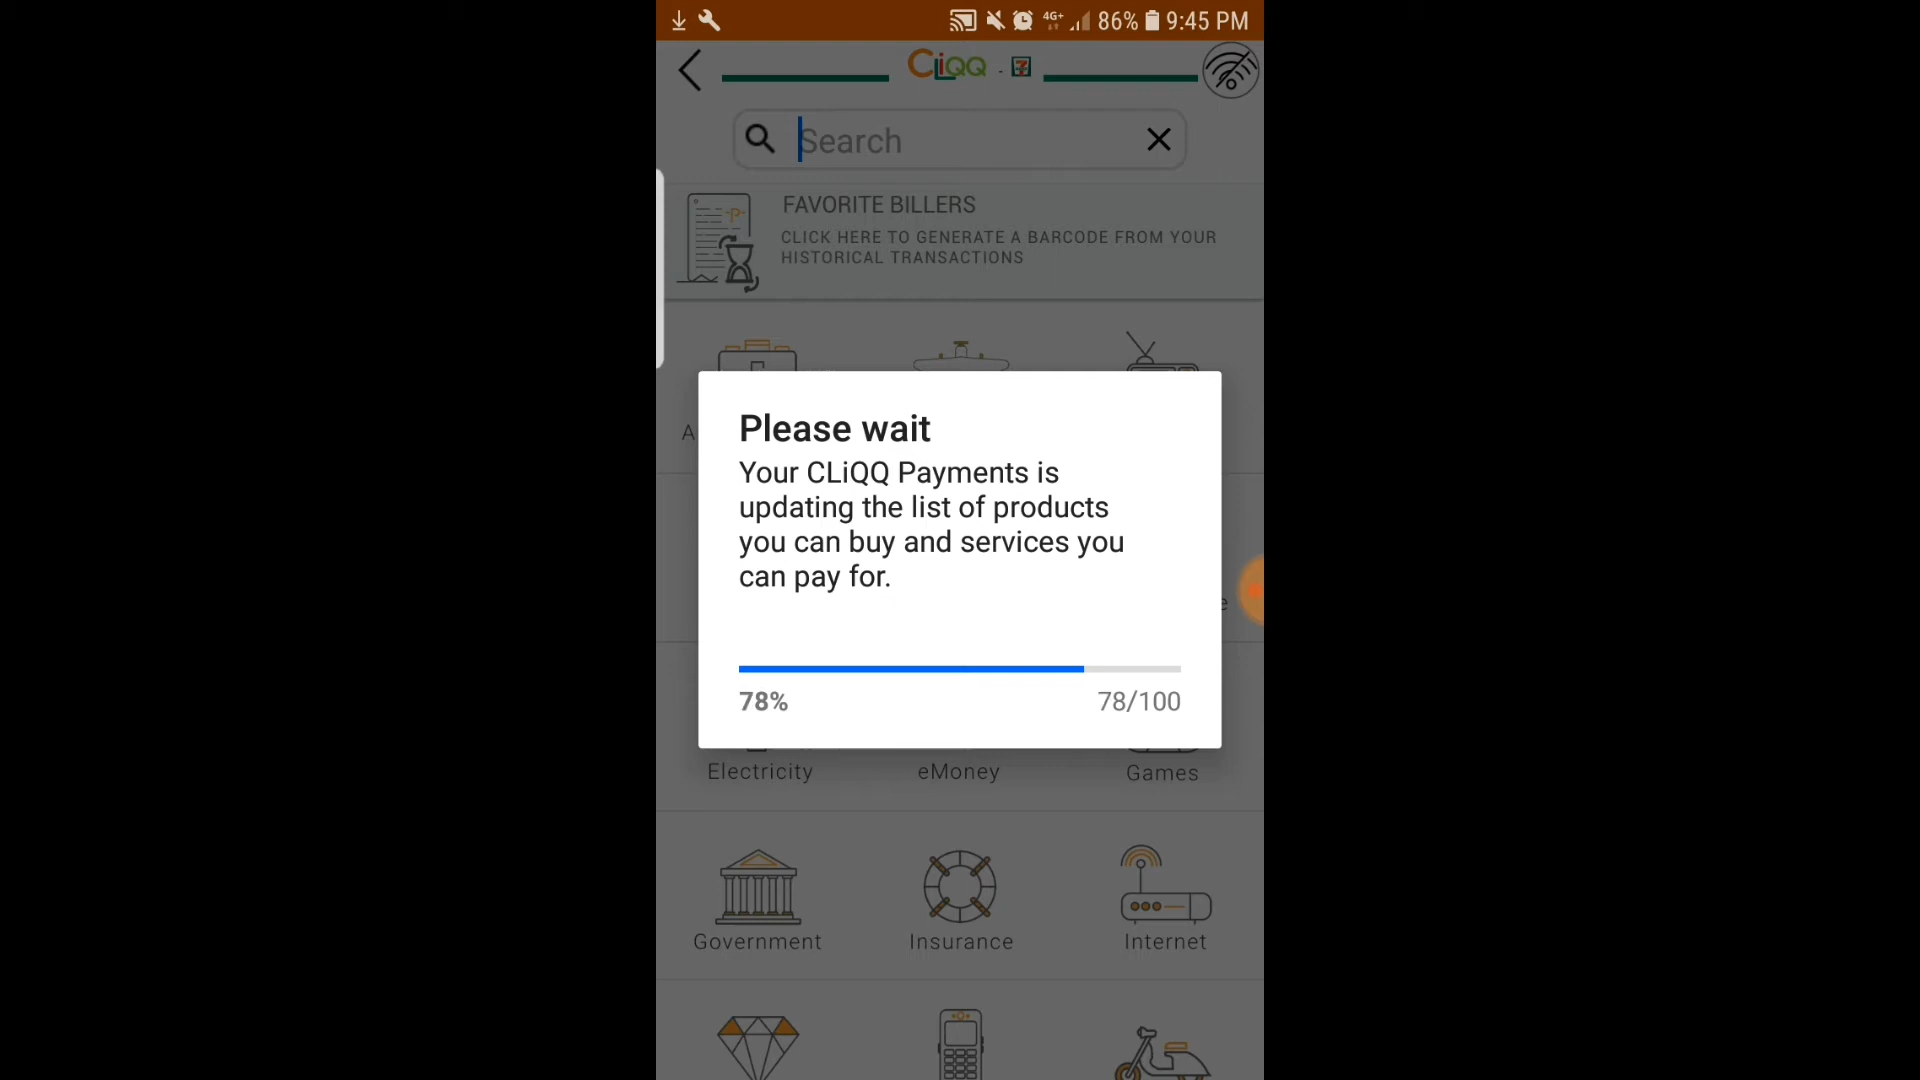 4G+ 86% 9:45 PM
CLiQQ - 7
Search
FAVORITE BILLERS
CLICK HERE TO GENERATE A BARCODE FROM YOUR
HISTORICAL TRANSACTIONS
P
A
Please wait
Your CLiQQ Payments is
updating the list of products
you can buy and services you
can pay for.
e
78% 78/100
Electricity eMoney Games
Government Insurance Internet